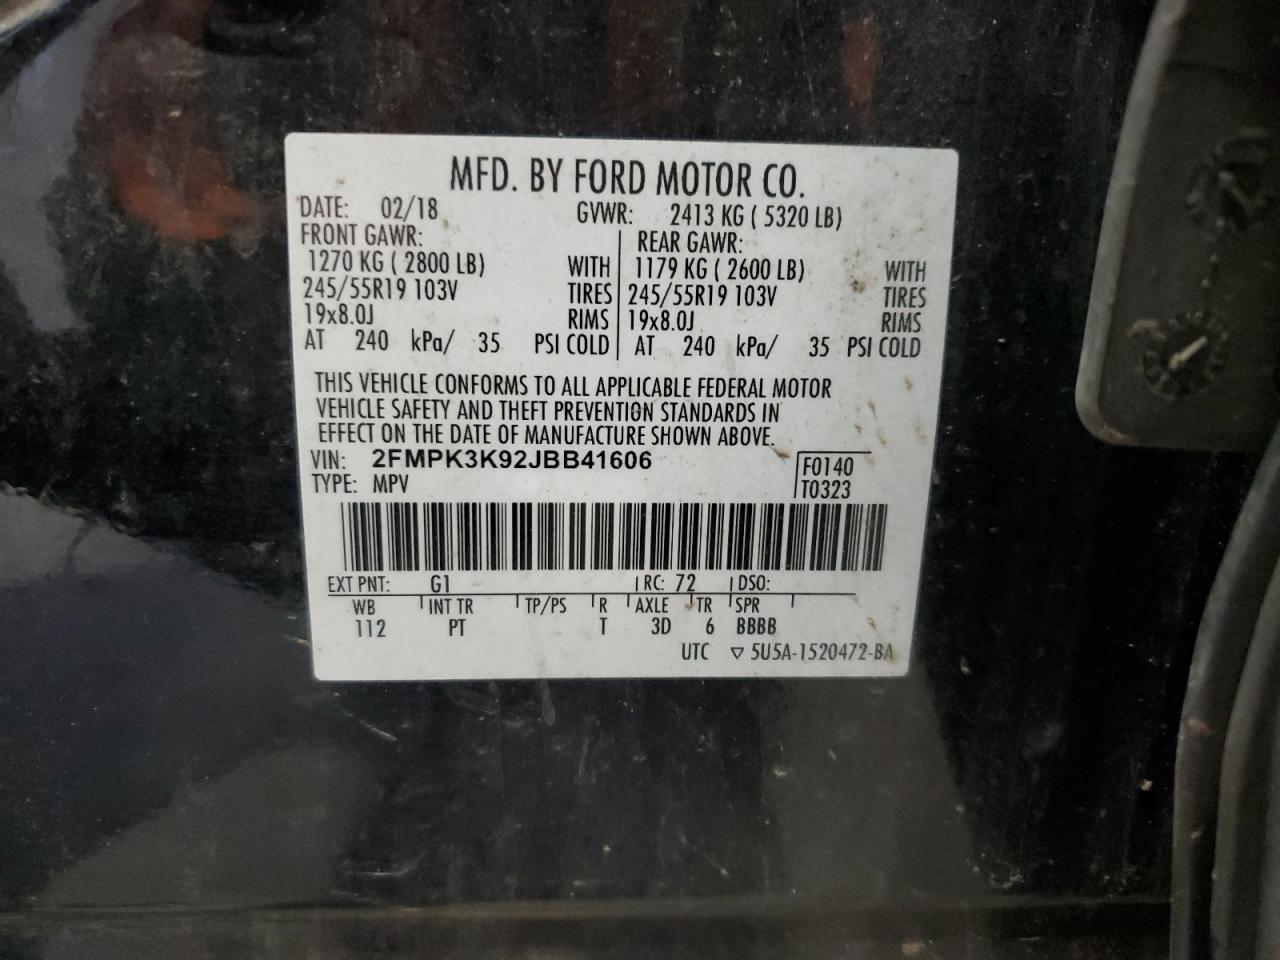 MFD. BY FORD MOTOR CO.
DATE: 02/18 GVWR: 2413 KG ( 5320 LB)
FRONT GAWR: REAR GAWR:
1270 KG ( 2800 LB) WITH 1179 KG ( 2600 LB) WITH
245/55R19 103V TIRES 245/55R19 103V TIRES
19x8.0J RIMS 19x8.0J RIMS
AT 240 kPa/ 35 PSI COLD AT 240 kPa/ 35 PSI COLD
THIS VEHICLE CONFORMS TO ALL APPLICABLE FEDERAL MOTOR
VEHICLE SAFETY AND THEFT PREVENTION STANDARDS IN
EFFECT ON THE DATE OF MANUFACTURE SHOWN ABOVE.
VIN: 2FMPK3K92JBB41606 F0140
TYPE: MPV T0323
EXT PNT: G1 RC: 72 DSO:
WB INT TR TP/PS R AXLE TR SPR
112 PT T 3D 6 BBBB
UTC ▽ 5U5A-1520472-BA